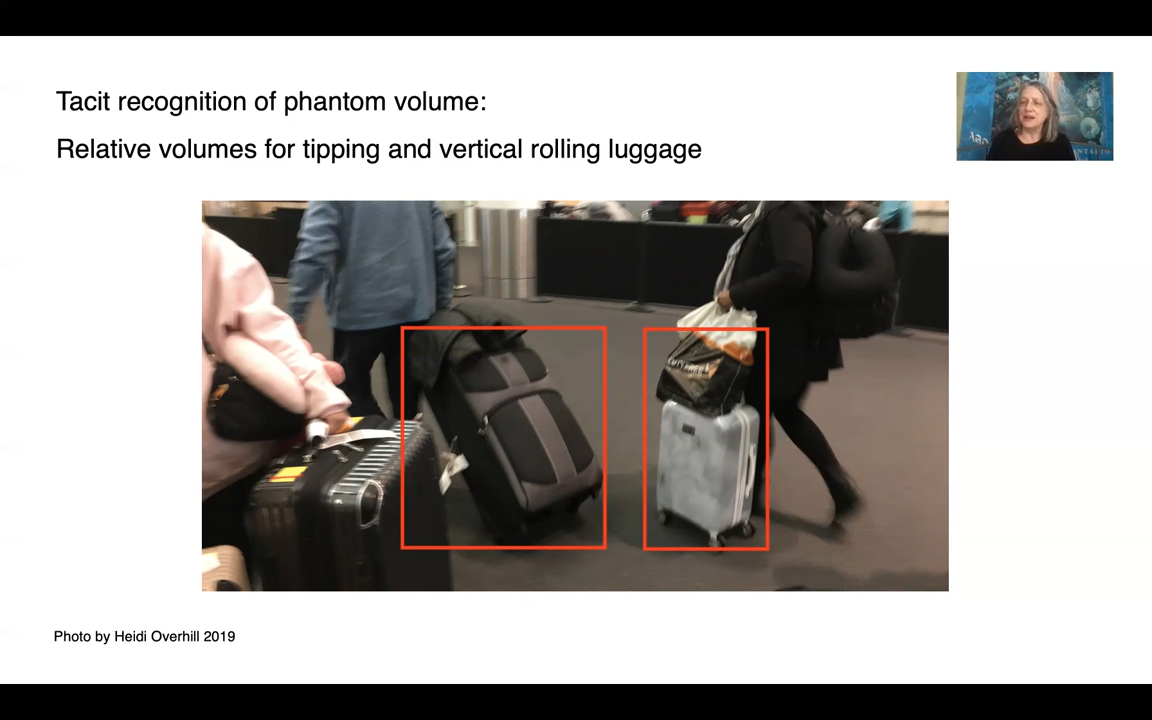 Tacit recognition of phantom volume:
Relative volumes for tipping and vertical rolling luggage
Photo by Heidi Overhill 2019